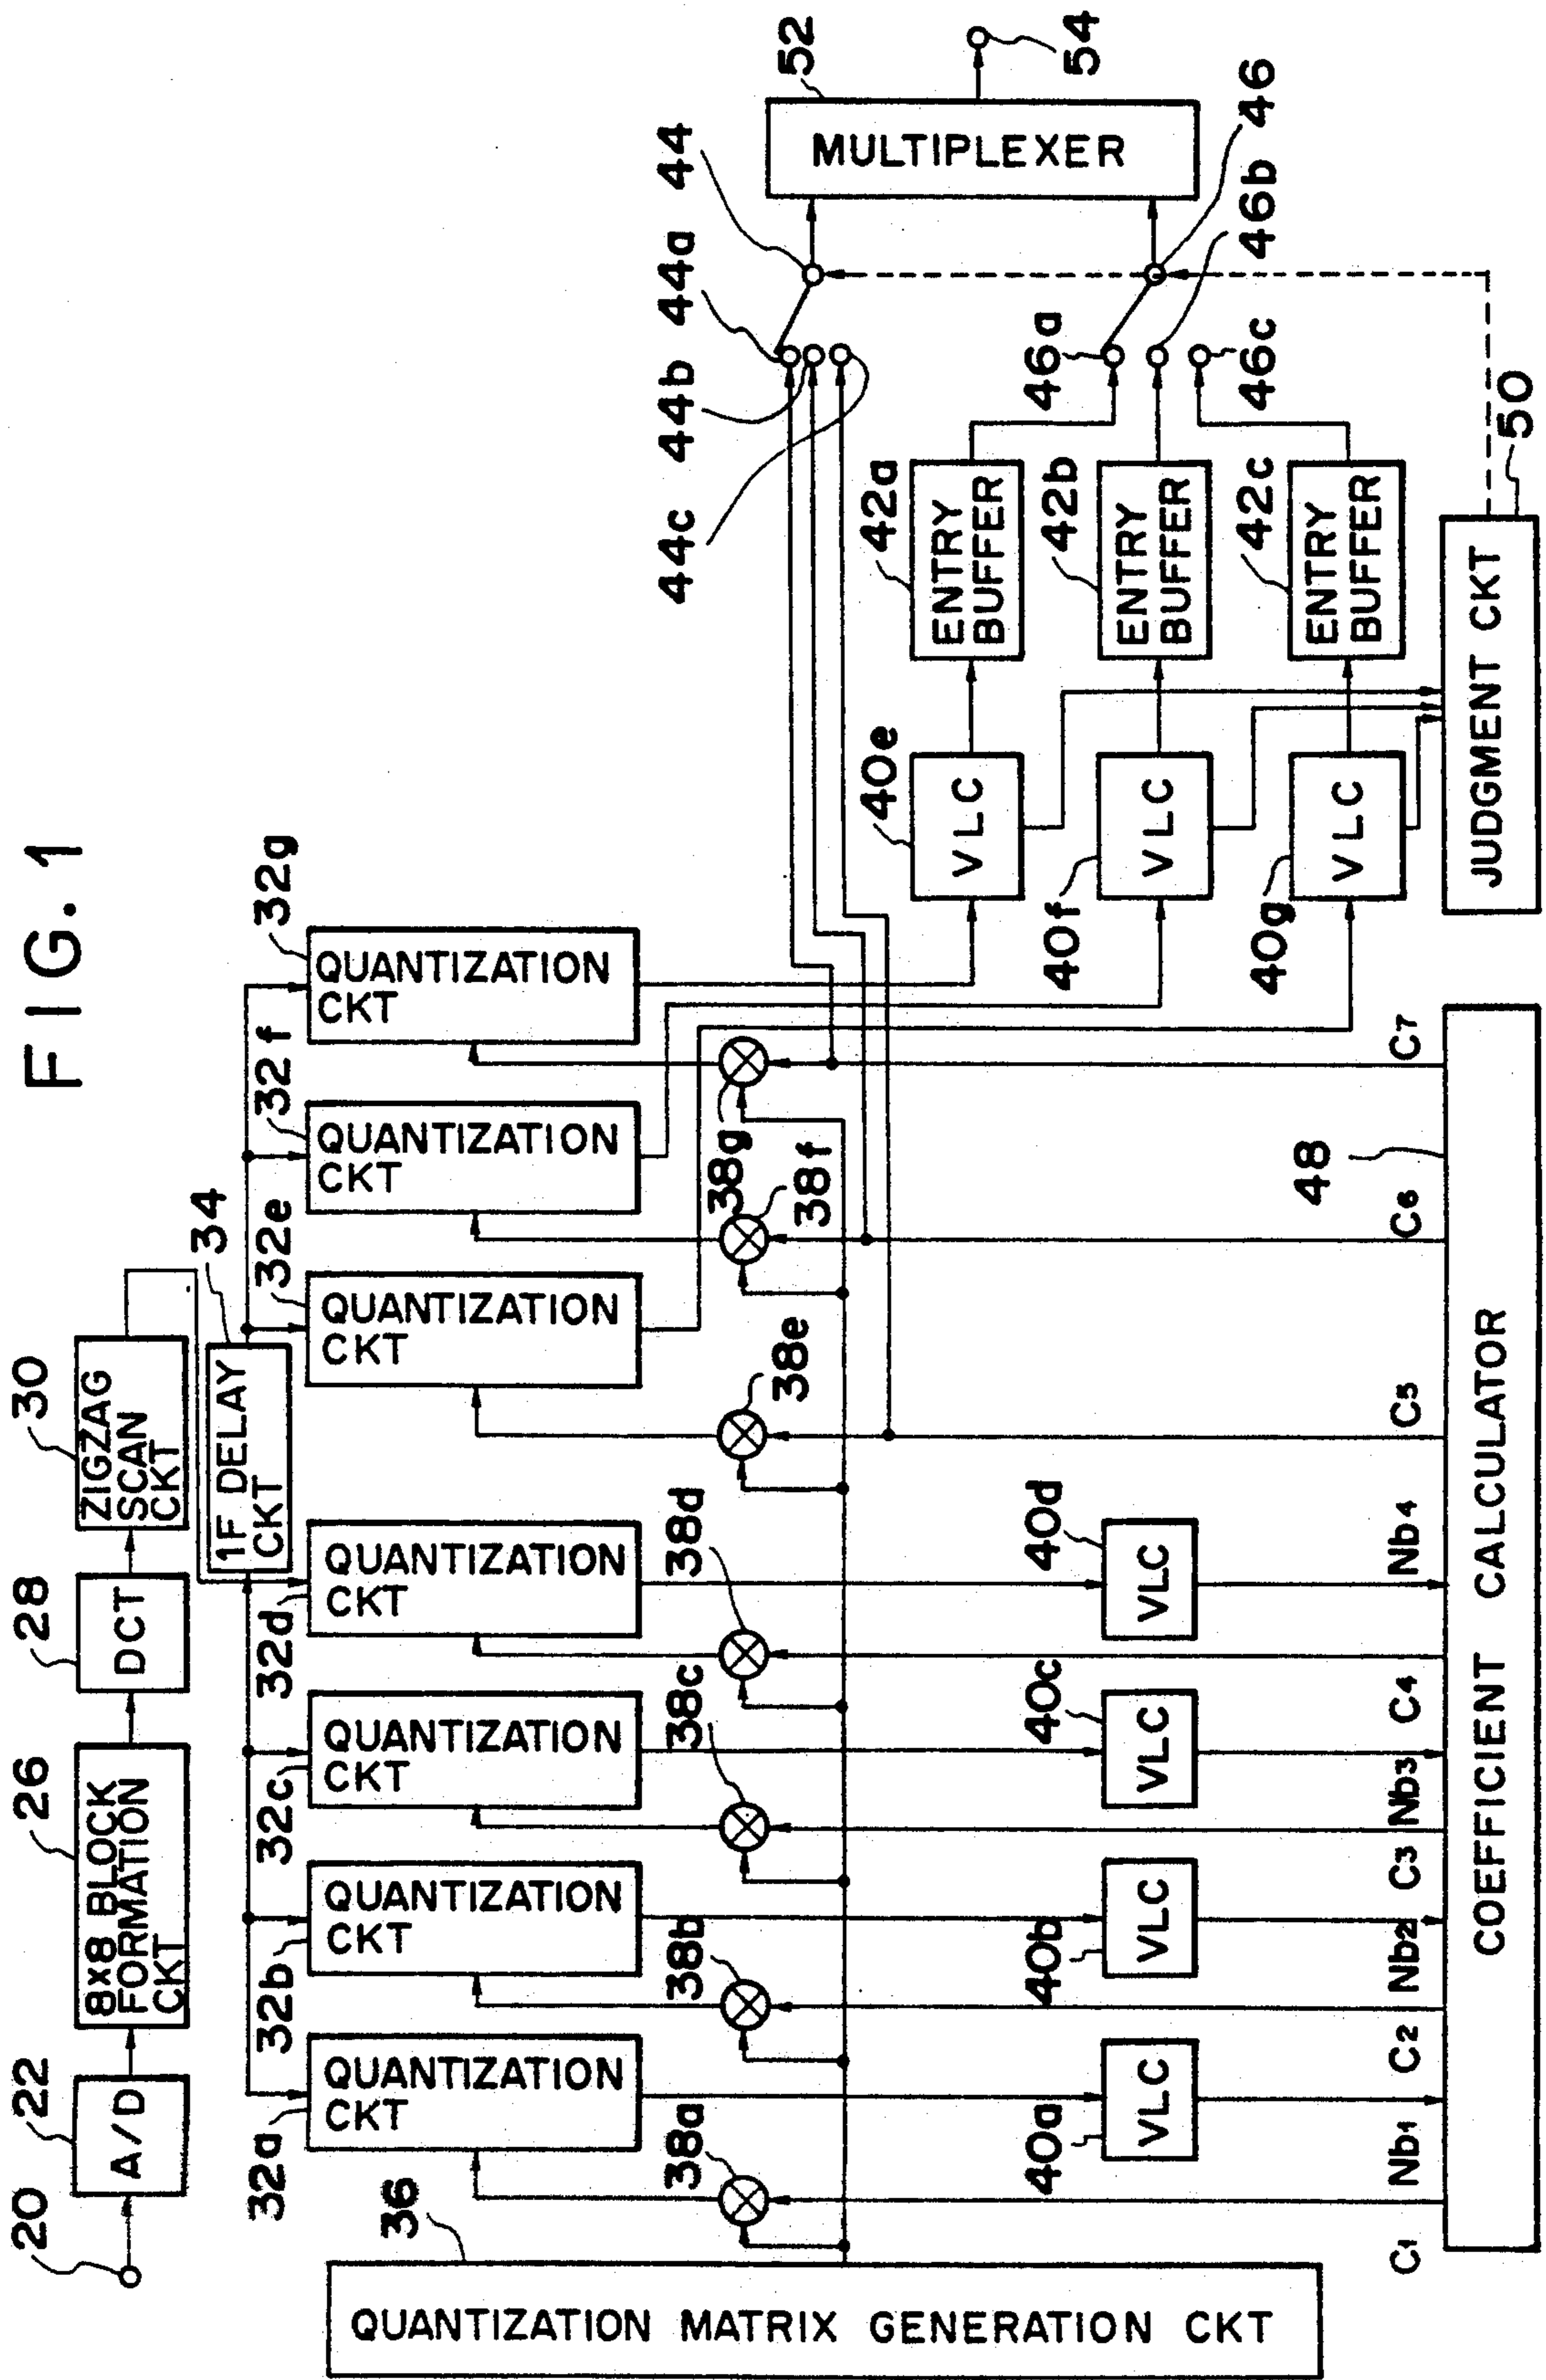 FIG. 1
20
22
A/D
26
8x8 BLOCK
FORMATION
CKT
28
DCT
30
ZIGZAG
SCAN
CKT
34
1F DELAY
CKT
32a
QUANTIZATION
CKT
32b
QUANTIZATION
CKT
32c
QUANTIZATION
CKT
32d
QUANTIZATION
CKT
32e
QUANTIZATION
CKT
32f
QUANTIZATION
CKT
32g
QUANTIZATION
CKT
36
QUANTIZATION MATRIX GENERATION CKT
38a
38b
38c
38d
38e
38f
38g
40a
VLC
40b
VLC
40c
VLC
40d
VLC
40e
VLC
40f
VLC
40g
VLC
42a
ENTRY
BUFFER
42b
ENTRY
BUFFER
42c
ENTRY
BUFFER
44c
44b
44a
44
46a
46
46b
46c
52
MULTIPLEXER
54
C1
Nb1
C2
Nb2
C3
Nb3
C4
Nb4
C5
C6
C7
48
COEFFICIENT CALCULATOR
50
JUDGMENT CKT